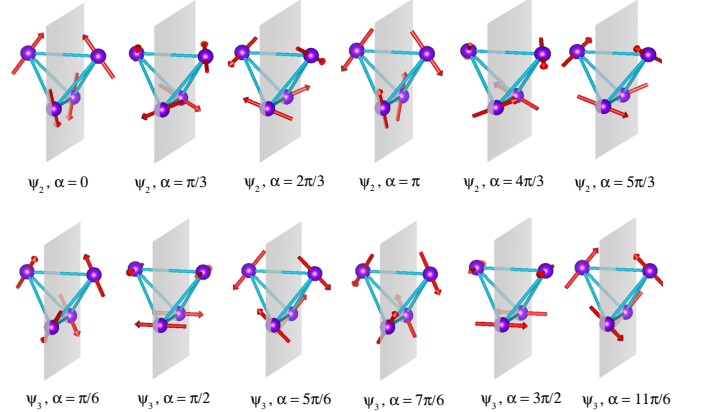 ψ₂, α = 0 ψ₂, α = π/3 ψ₂, α = 2π/3 ψ₂, α = π ψ₂, α = 4π/3 ψ₂, α = 5π/3
ψ₃, α = π/6 ψ₃, α = π/2 ψ₃, α = 5π/6 ψ₃, α = 7π/6 ψ₃, α = 3π/2 ψ₃, α = 11π/6